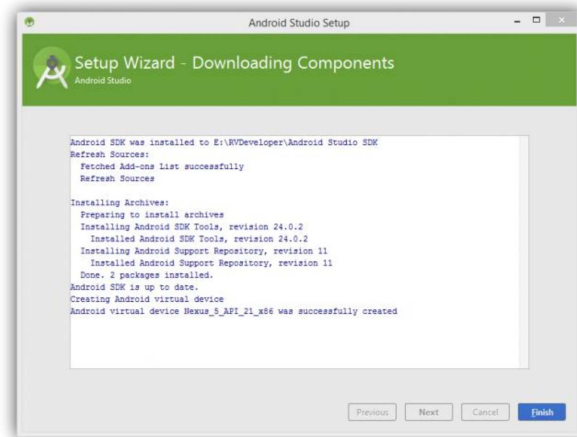 Android Studio Setup
Setup Wizard - Downloading Components
Android Studio
Android SDK was installed to E:\RVDeveloper\Android Studio SDK
Refresh Sources:
Fetched Add-ons List successfully
Refresh Sources
Installing Archives:
Preparing to install archives
Installing Android SDK Tools, revision 24.0.2
Installed Android SDK Tools, revision 24.0.2
Installing Android Support Repository, revision 11
Installed Android Support Repository, revision 11
Done. 2 packages installed.
Android SDK is up to date.
Creating Android virtual device
Android virtual device Nexus_5_API_21_x86 was successfully created
Previous
Next
Cancel
Finish